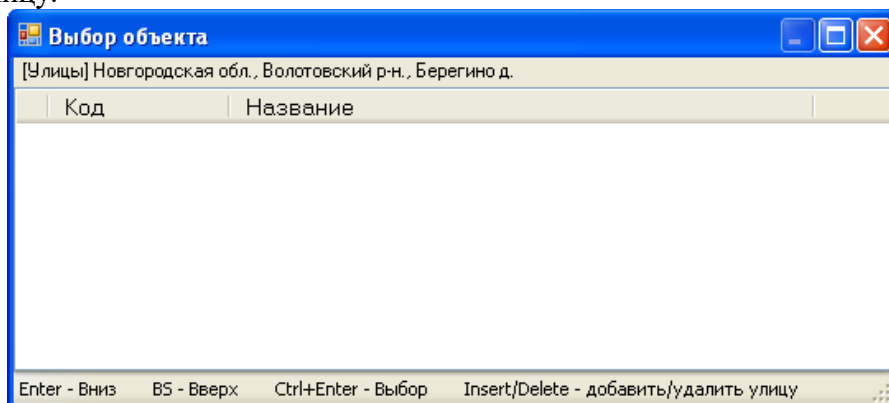 Выбор объекта
[Улицы] Новгородская обл., Волотовский р-н., Берегино д.
Код Название
Enter - Вниз BS - Вверх Ctrl+Enter - Выбор Insert/Delete - добавить/удалить улицу